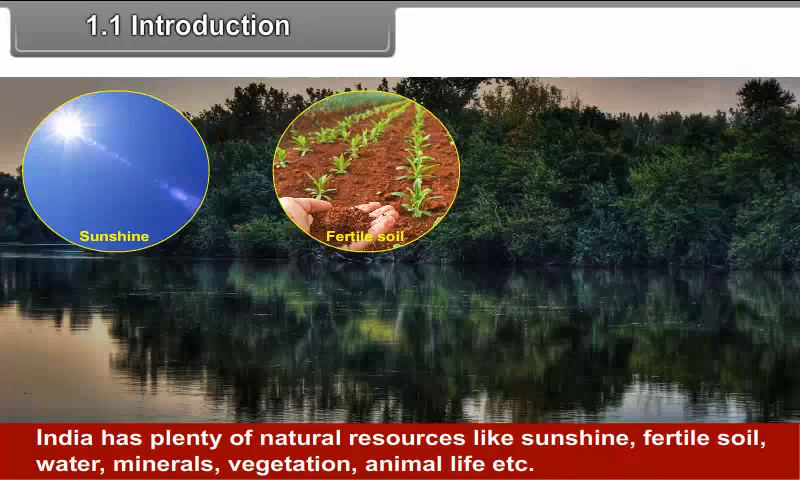 1.1 Introduction
Sunshine
Fertile soil
India has plenty of natural resources like sunshine, fertile soil,
water, minerals, vegetation, animal life etc.